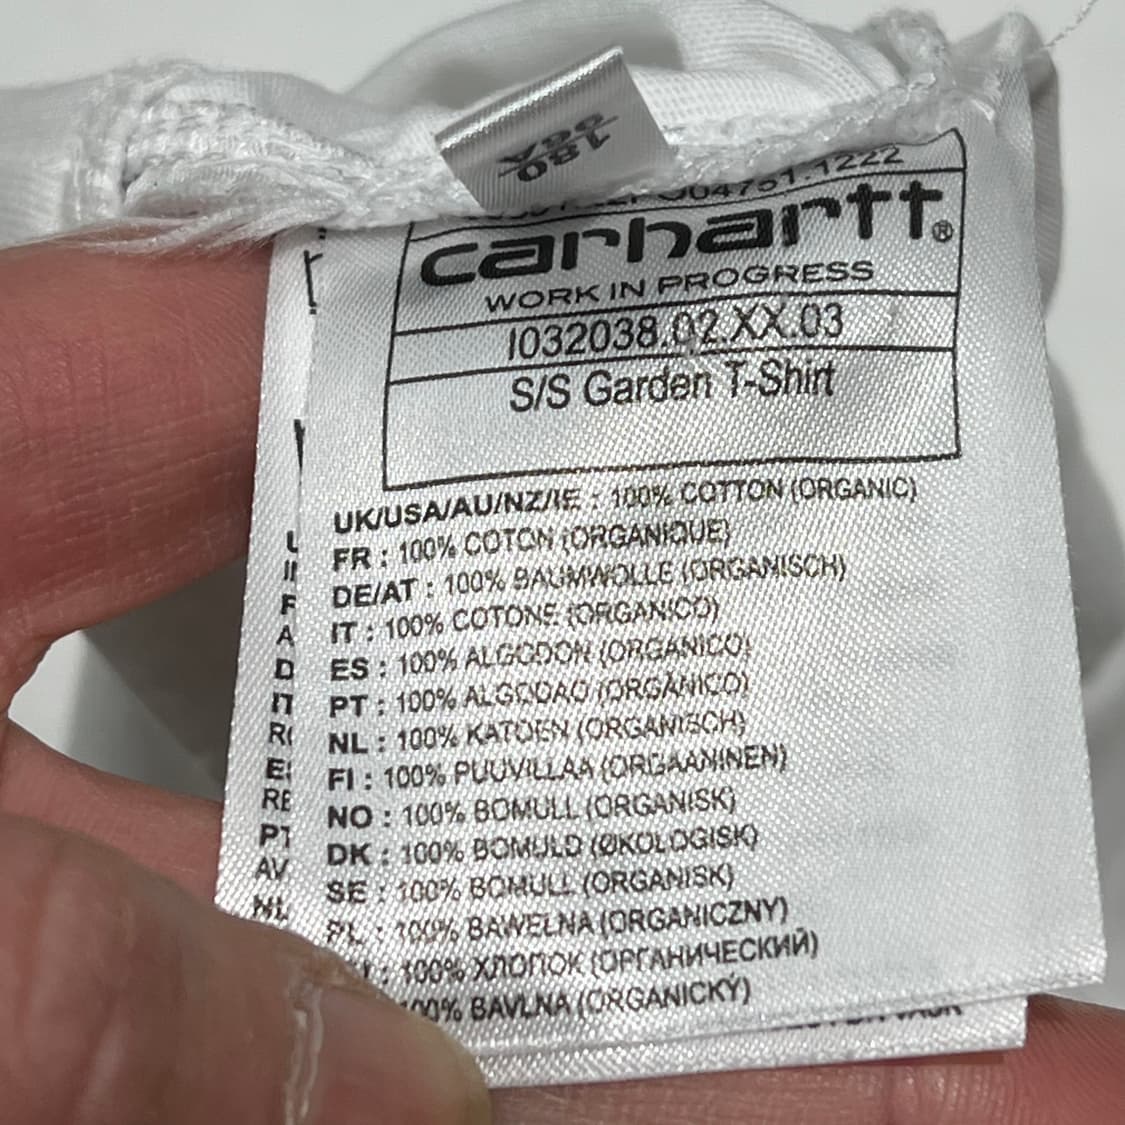 180
88A
carhartt®
WORK IN PROGRESS
I032038.02.XX.03
S/S Garden T-Shirt
UK/USA/AU/NZ/IE : 100% COTTON (ORGANIC)
FR : 100% COTON (ORGANIQUE)
DE/AT : 100% BAUMWOLLE (ORGANISCH)
IT : 100% COTONE (ORGANICO)
ES : 100% ALGODON (ORGANICO)
PT : 100% ALGODAO (ORGÂNICO)
NL : 100% KATOEN (ORGANISCH)
FI : 100% PUUVILLAA (ORGAANINEN)
NO : 100% BOMULL (ORGANISK)
DK : 100% BOMULD (ØKOLOGISK)
SE : 100% BOMULL (ORGANISK)
PL : 100% BAWEŁNA (ORGANICZNY)
: 100% ХЛОПОК (ОРГАНИЧЕСКИЙ)
100% BAVLNA (ORGANICKÝ)